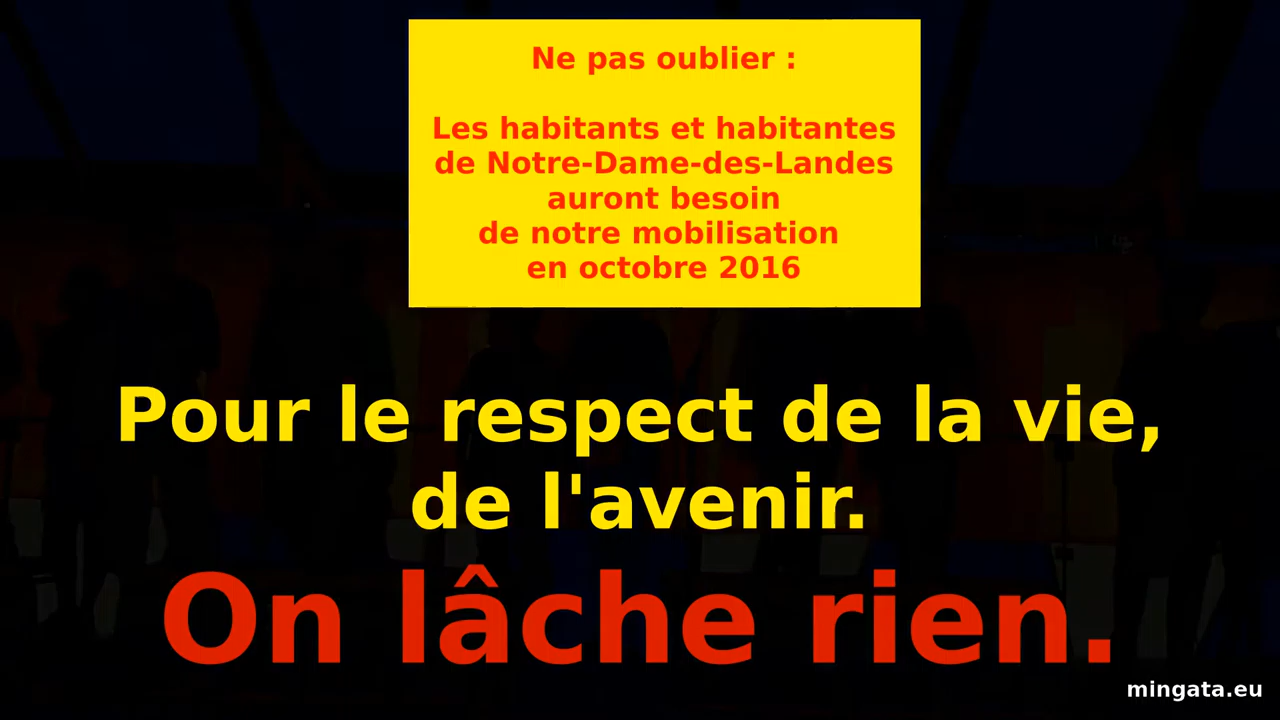 Ne pas oublier :
Les habitants et habitantes
de Notre-Dame-des-Landes
auront besoin
de notre mobilisation
en octobre 2016
Pour le respect de la vie,
de l'avenir.
On lâche rien.
mingata.eu